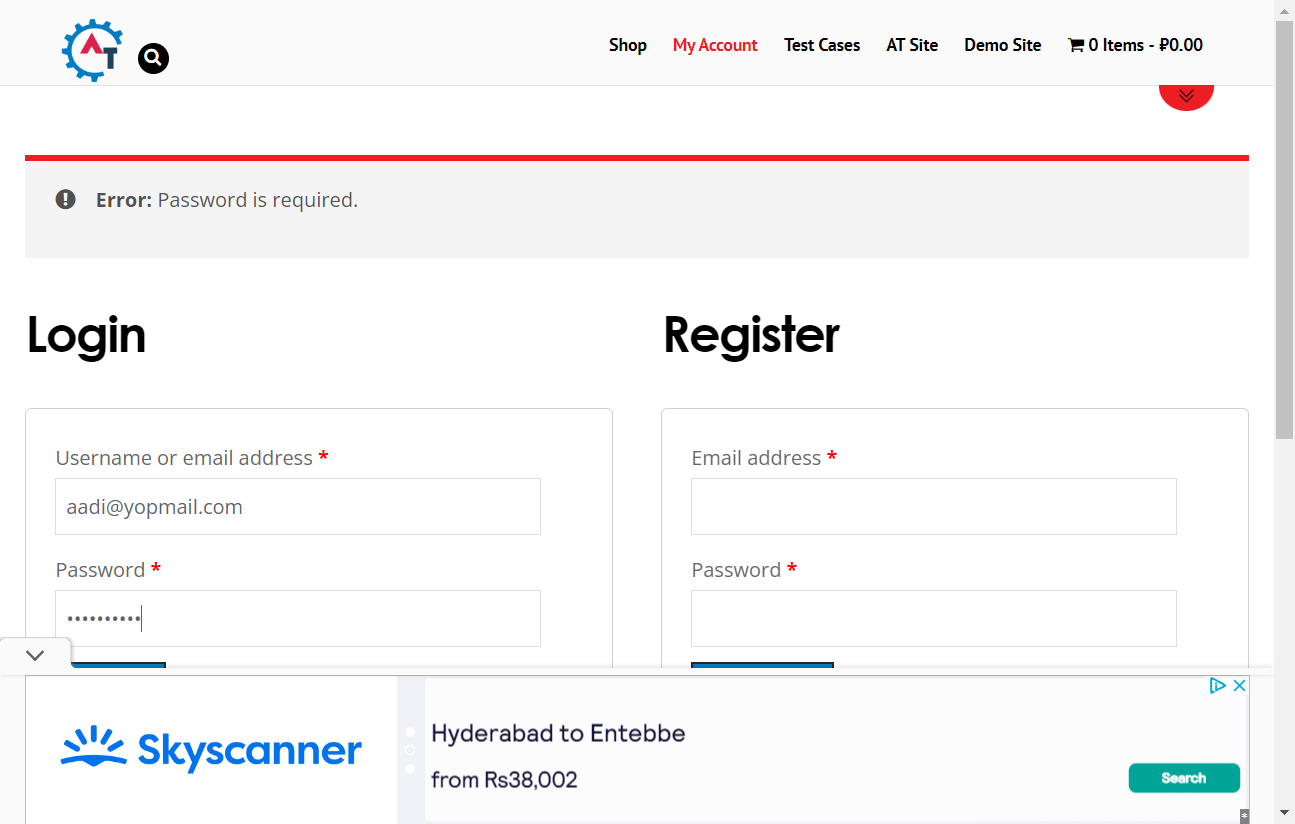 AT
Shop My Account Test Cases AT Site Demo Site 0 Items - ₽0.00
Error: Password is required.
Login
Register
Username or email address *
aadi@yopmail.com
Password *
••••••••••
Email address *
Password *
Skyscanner
Hyderabad to Entebbe
from Rs38,002
Search